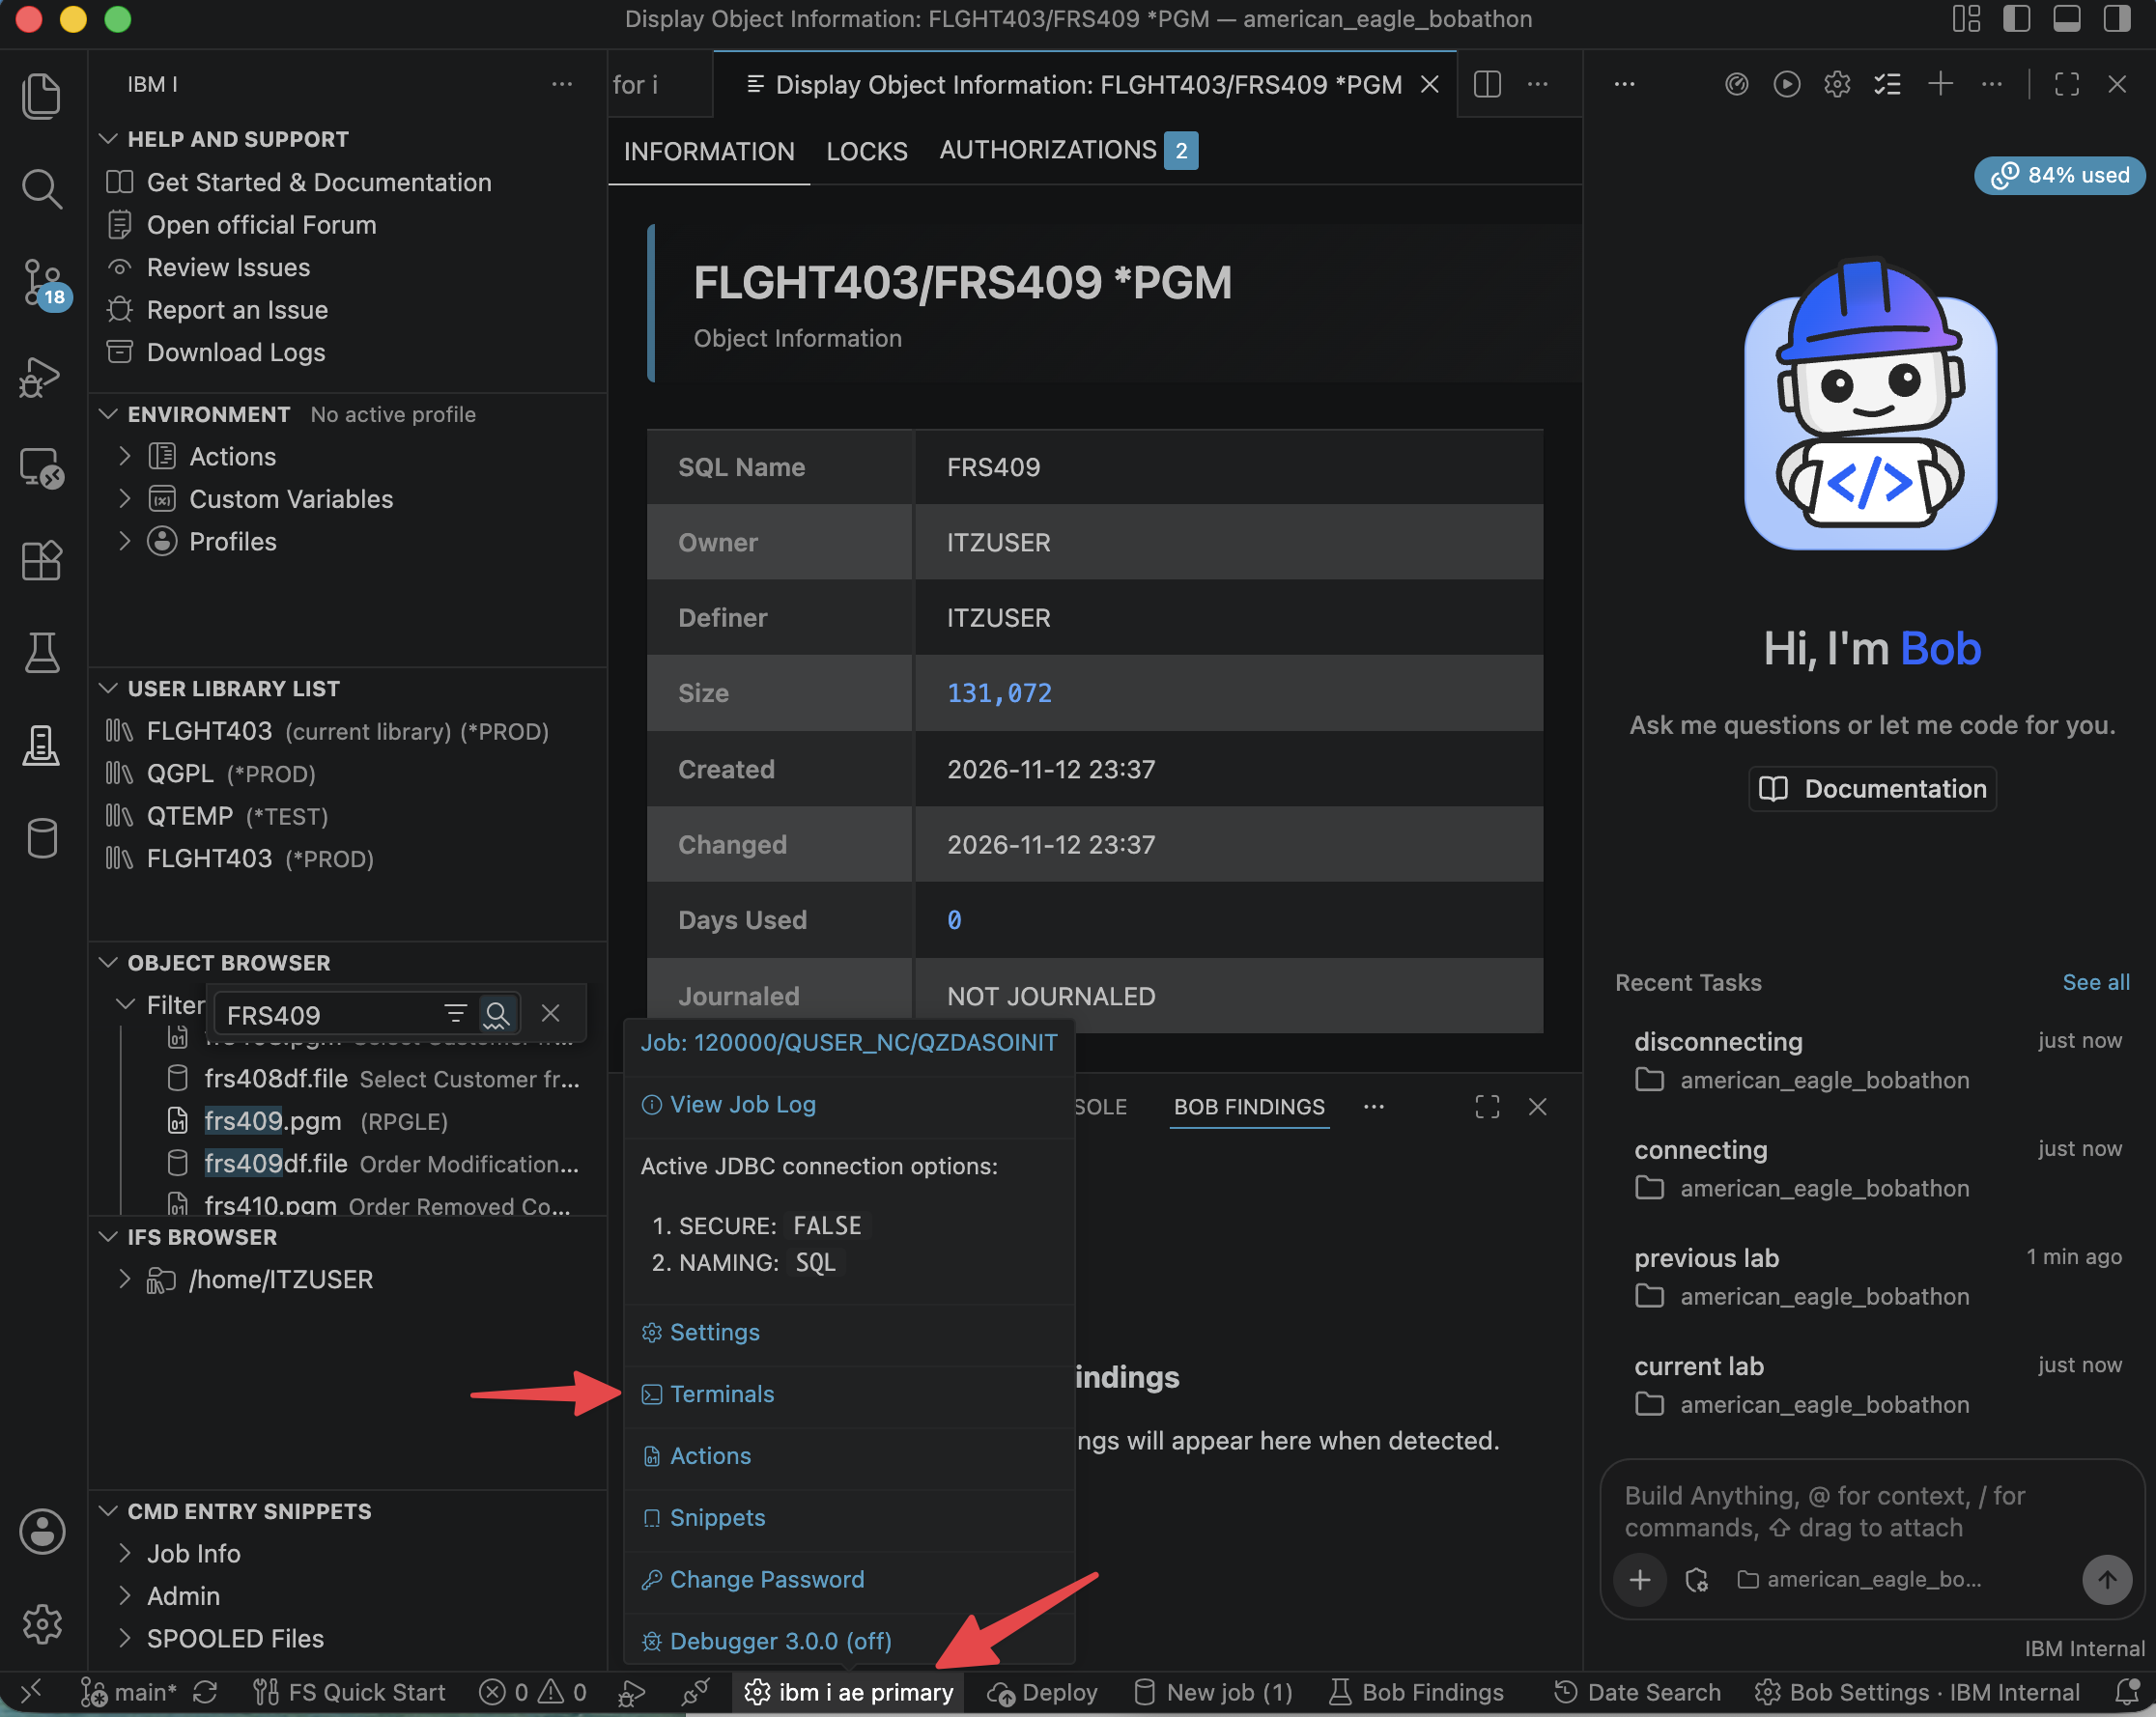 Display Object Information: FLGHT403/FRS409 *PGM — american_eagle_bobathon
IBM I
HELP AND SUPPORT
Get Started & Documentation
Open official Forum
Review Issues
Report an Issue
Download Logs
18
ENVIRONMENT No active profile
Actions
Custom Variables
Profiles
USER LIBRARY LIST
FLGHT403 (current library) (*PROD)
QGPL (*PROD)
QTEMP (*TEST)
FLGHT403 (*PROD)
OBJECT BROWSER
Filter
FRS409
frs408df.file Select Customer fr...
frs409.pgm (RPGLE)
frs409df.file Order Modification...
frs410.pgm Order Removed Co...
IFS BROWSER
/home/ITZUSER
CMD ENTRY SNIPPETS
Job Info
Admin
SPOOLED Files
for i
Display Object Information: FLGHT403/FRS409 *PGM
INFORMATION LOCKS AUTHORIZATIONS 2
FLGHT403/FRS409 *PGM
Object Information
SQL Name FRS409
Owner ITZUSER
Definer ITZUSER
Size 131,072
Created 2026-11-12 23:37
Changed 2026-11-12 23:37
Days Used 0
Journaled NOT JOURNALED
Job: 120000/QUSER_NC/QZDASOINIT
View Job Log
Active JDBC connection options:
1. SECURE: FALSE
2. NAMING: SQL
Settings
Terminals
Actions
Snippets
Change Password
Debugger 3.0.0 (off)
SOLE BOB FINDINGS
indings
ngs will appear here when detected.
84% used
</>
Hi, I'm Bob
Ask me questions or let me code for you.
Documentation
Recent Tasks See all
disconnecting just now
american_eagle_bobathon
connecting just now
american_eagle_bobathon
previous lab 1 min ago
american_eagle_bobathon
current lab just now
american_eagle_bobathon
Build Anything, @ for context, / for
commands, ⇧ drag to attach
american_eagle_bo...
IBM Internal
main* FS Quick Start 0 0 ibm i ae primary Deploy New job (1) Bob Findings Date Search Bob Settings · IBM Internal